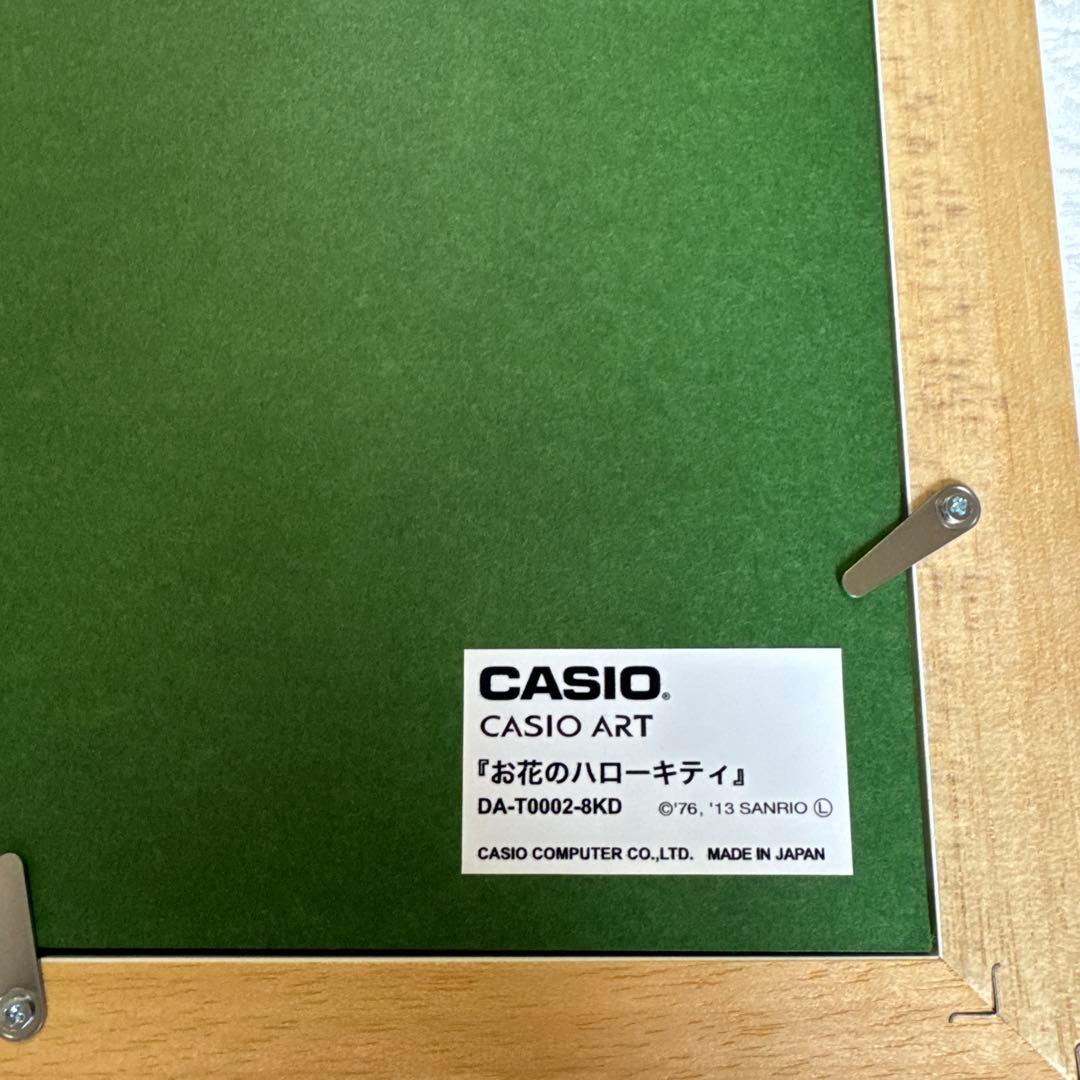 CASIO®
CASIO ART
『お花のハローキティ』
DA-T0002-8KD ©'76, '13 SANRIO Ⓛ
CASIO COMPUTER CO.,LTD. MADE IN JAPAN